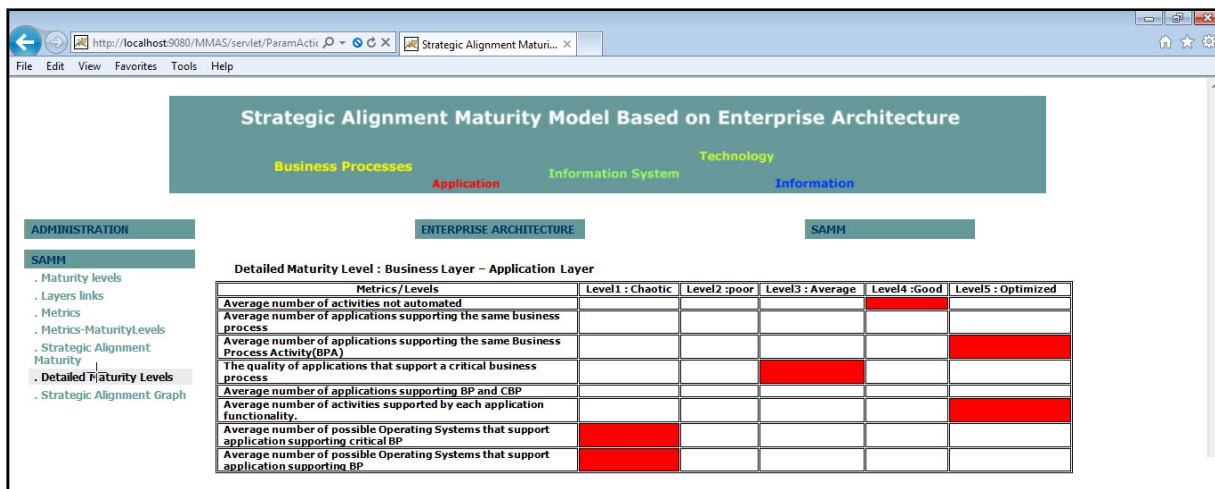 http://localhost:9080/MMAS/servlet/ParamActic
Strategic Alignment Maturi...
File Edit View Favorites Tools Help
Strategic Alignment Maturity Model Based on Enterprise Architecture
Technology
Business Processes
Information System
Application
Information
ADMINISTRATION
ENTERPRISE ARCHITECTURE
SAMM
SAMM
. Maturity levels
. Layers links
. Metrics
. Metrics-MaturityLevels
. Strategic Alignment
Maturity
. Detailed Maturity Levels
. Strategic Alignment Graph
Detailed Maturity Level : Business Layer – Application Layer
Metrics/Levels Level1 : Chaotic Level2 :poor Level3 : Average Level4 :Good Level5 : Optimized
Average number of activities not automated
Average number of applications supporting the same business
process
Average number of applications supporting the same Business
Process Activity(BPA)
The quality of applications that support a critical business
process
Average number of applications supporting BP and CBP
Average number of activities supported by each application
functionality.
Average number of possible Operating Systems that support
application supporting critical BP
Average number of possible Operating Systems that support
application supporting BP